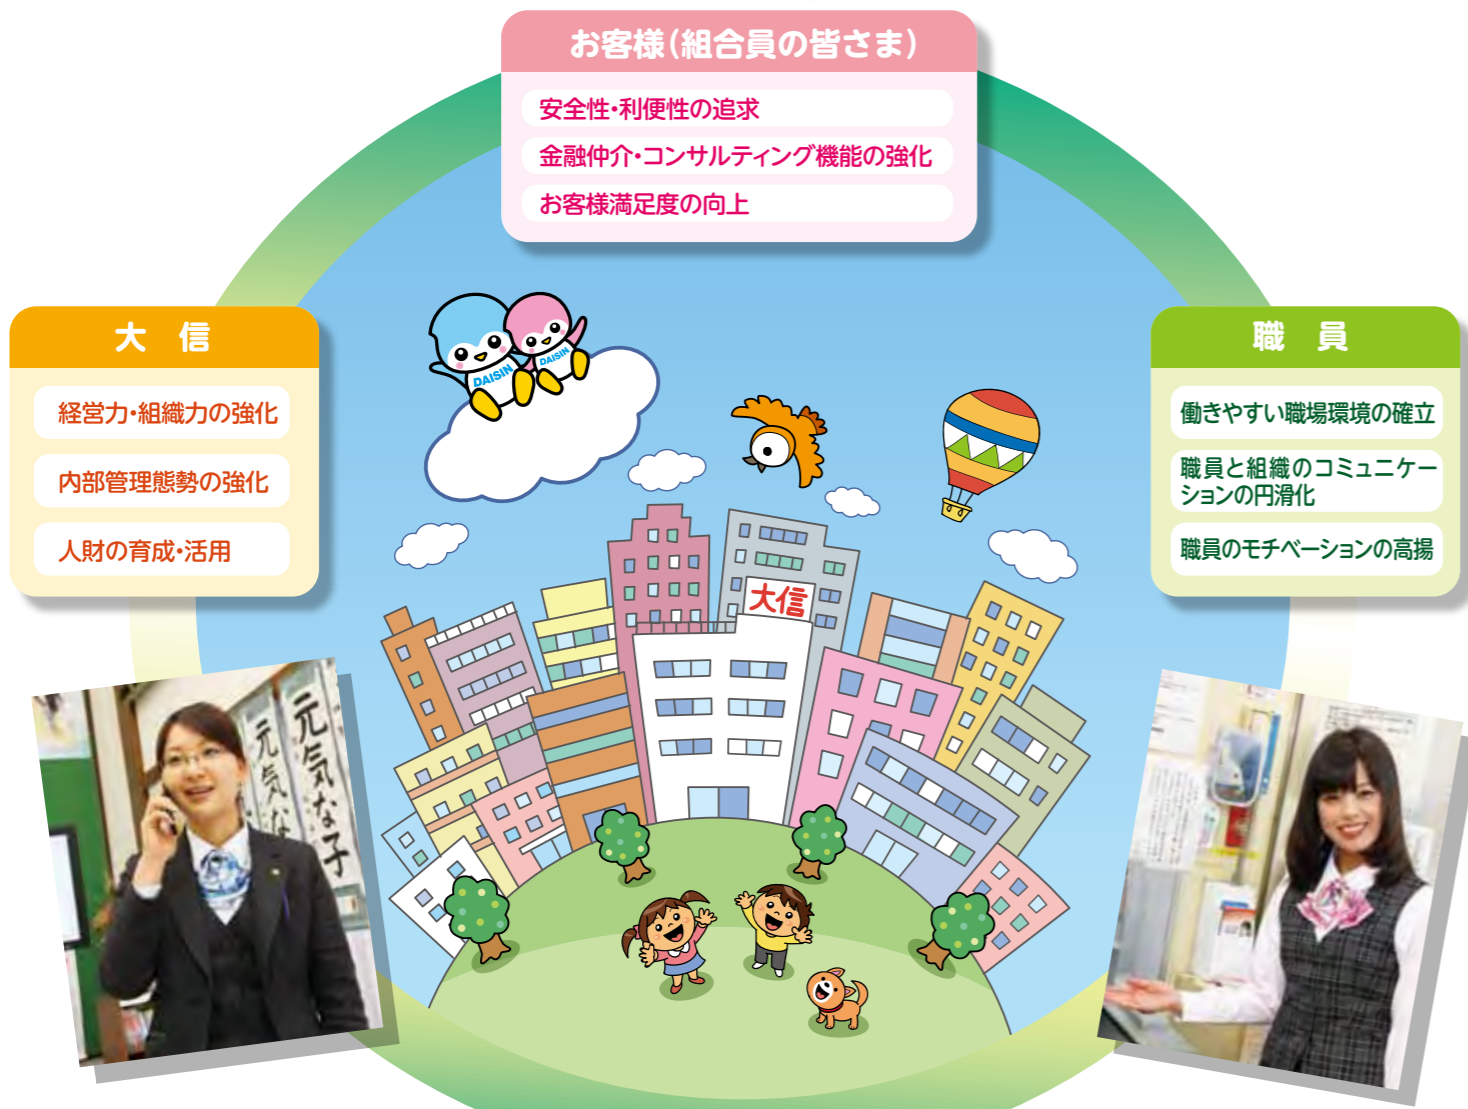 お客様（組合員の皆さま）
安全性・利便性の追求
金融仲介・コンサルティング機能の強化
お客様満足度の向上
大　信
経営力・組織力の強化
内部管理態勢の強化
人財の育成・活用
職　員
働きやすい職場環境の確立
職員と組織のコミュニケー
ションの円滑化
職員のモチベーションの高揚
DAISIN
DAISIN
大信
元気な子
元気な